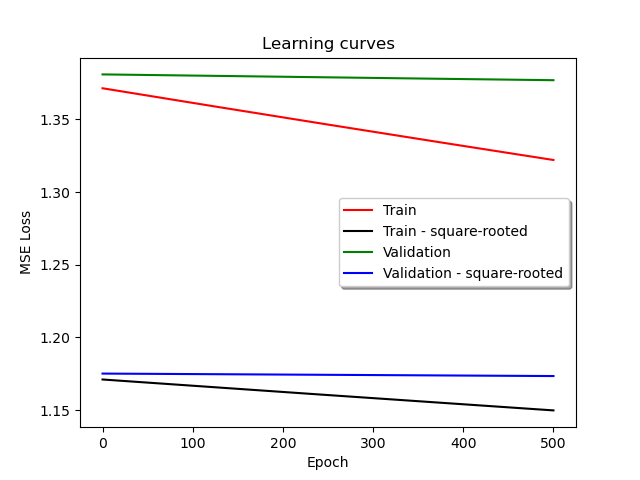 Learning curves
MSE Loss
1.35
1.30
1.25
1.20
1.15
Train
Train - square-rooted
Validation
Validation - square-rooted
0 100 200 300 400 500
Epoch